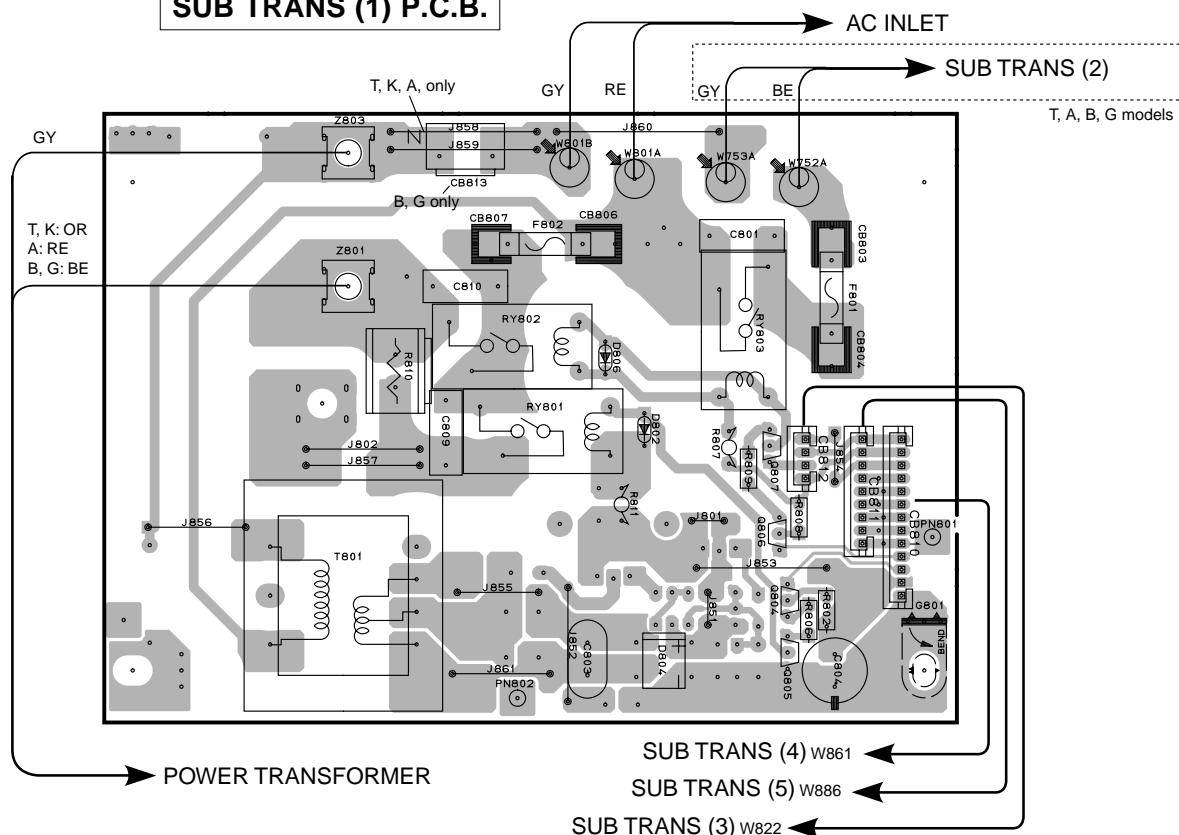 SUB TRANS (1) P.C.B.
AC INLET
SUB TRANS (2)
T, A, B, G models
T, K, A, only
GY
RE
GY
BE
GY
Z803
J858
J859
J860
W801B
W801A
W753A
W752A
CB813
B, G only
T, K: OR
A: RE
B, G: BE
CB807
F802
CB806
C801
CB803
Z801
C810
F801
RY802
RY803
D806
CB804
R810
RY801
C809
D802
R807
R809
Q807
CB812
J854
J802
J857
CB811
CB810
R811
R808
J801
Q806
PN801
J856
T801
J853
J855
J851
Q804
R806
R802
G801
BEND
J852
C803
D804
Q805
C804
J861
PN802
SUB TRANS (4) W861
POWER TRANSFORMER
SUB TRANS (5) W886
SUB TRANS (3) W822